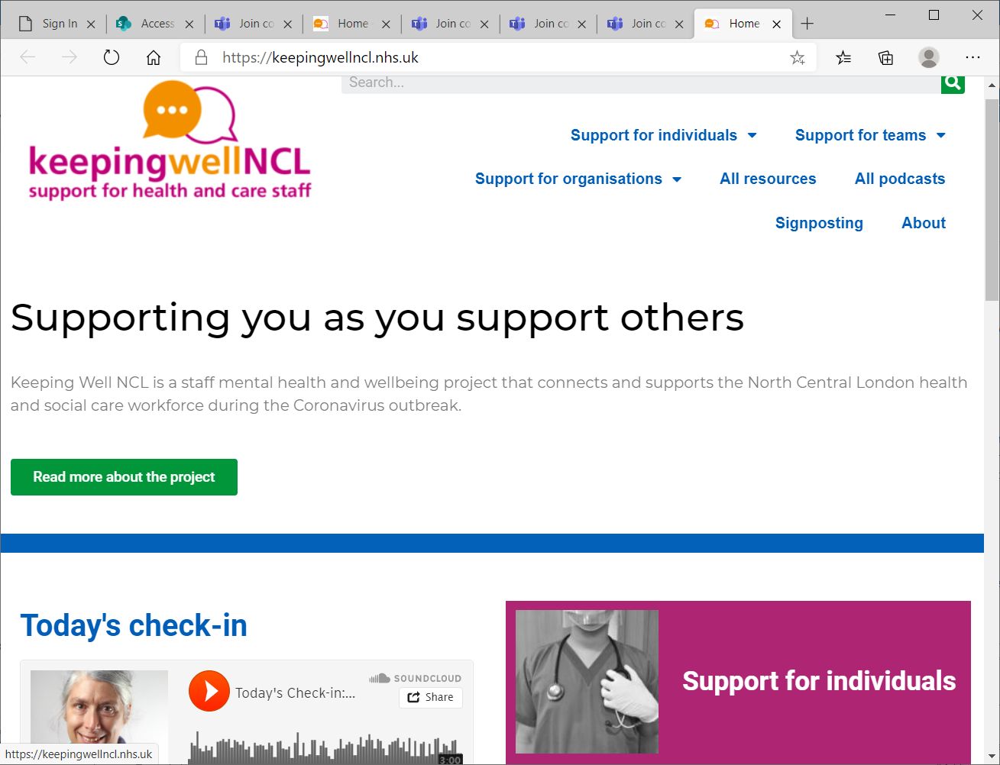 Sign In
Access
Join co
Home
Join co
Join co
Join co
Home
https://keepingwellncl.nhs.uk
Search...
keepingwellNCL
support for health and care staff
Support for individuals
Support for teams
Support for organisations
All resources
All podcasts
Signposting
About
Supporting you as you support others
Keeping Well NCL is a staff mental health and wellbeing project that connects and supports the North Central London health
and social care workforce during the Coronavirus outbreak.
Read more about the project
Today's check-in
SOUNDCLOUD
Today's Check-in:...
Share
3:00
Support for individuals
https://keepingwellncl.nhs.uk